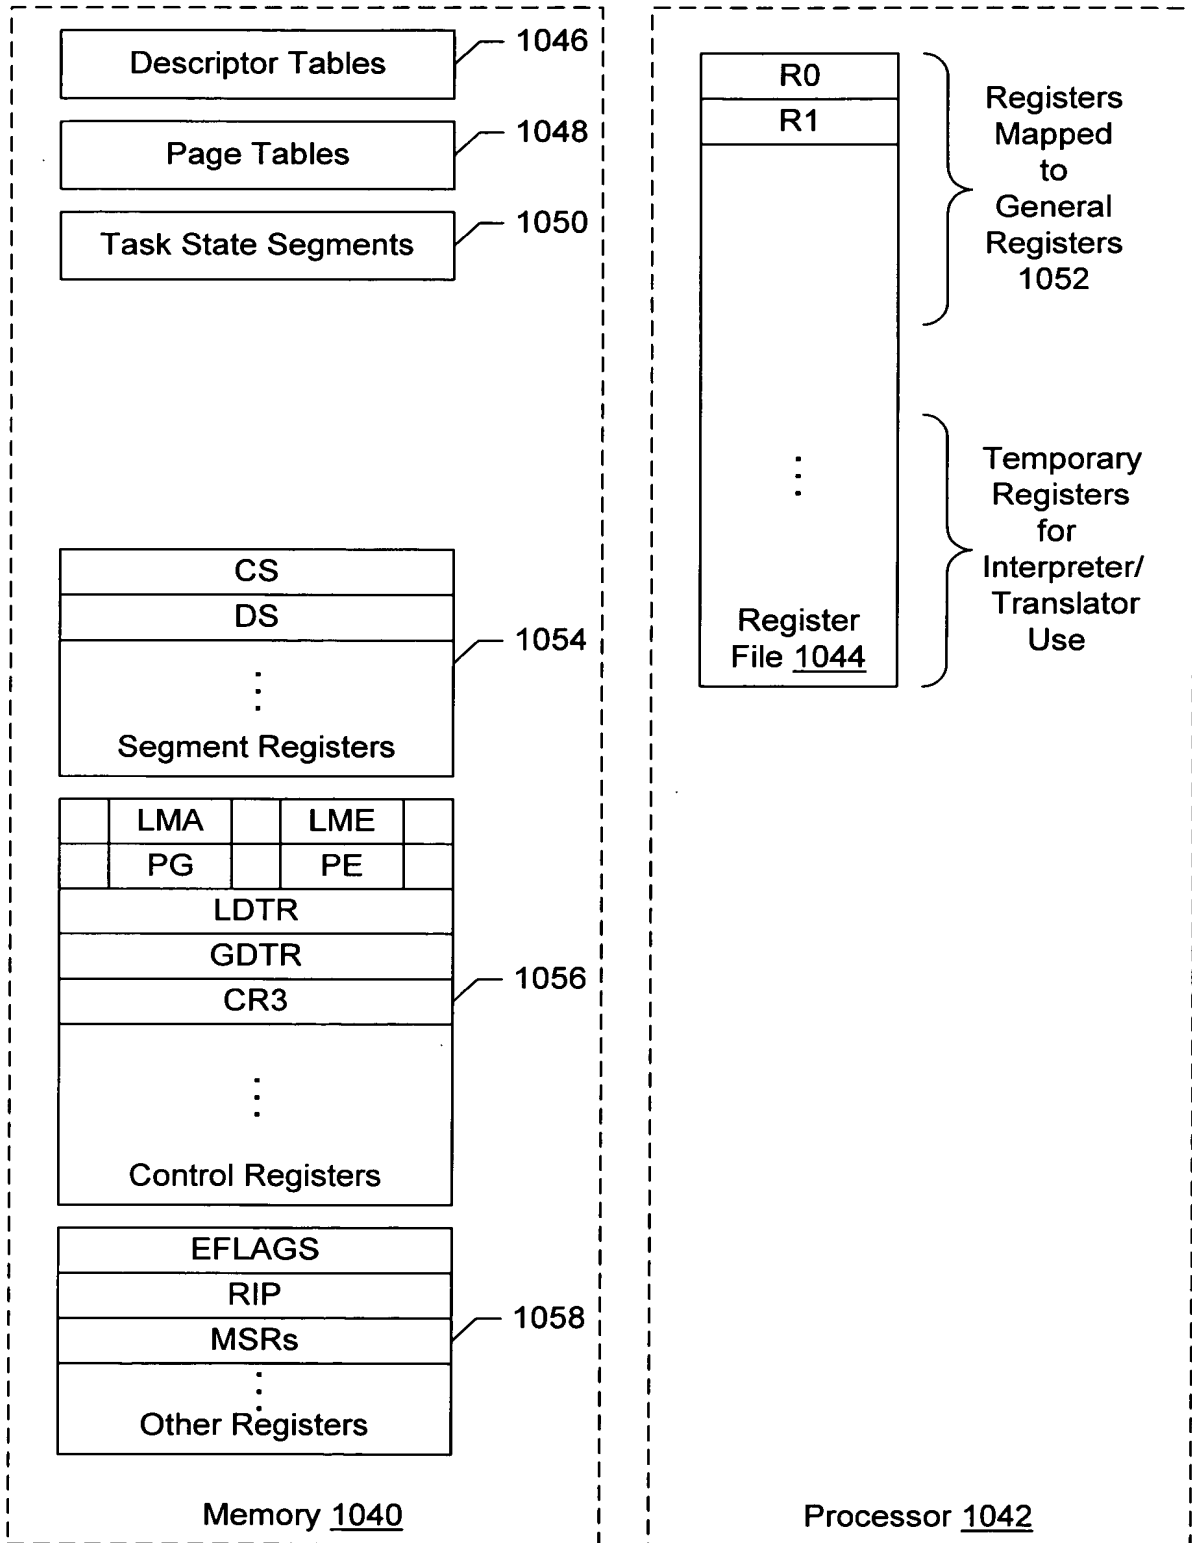 Descriptor Tables
1046
Page Tables
1048
Task State Segments
1050
CS
DS
Segment Registers
1054
LMA LME
PG PE
LDTR
GDTR
CR3
Control Registers
1056
EFLAGS
RIP
MSRs
Other Registers
1058
Memory 1040
R0
R1
Register
File 1044
Registers
Mapped
to
General
Registers
1052
Temporary
Registers
for
Interpreter/
Translator
Use
Processor 1042